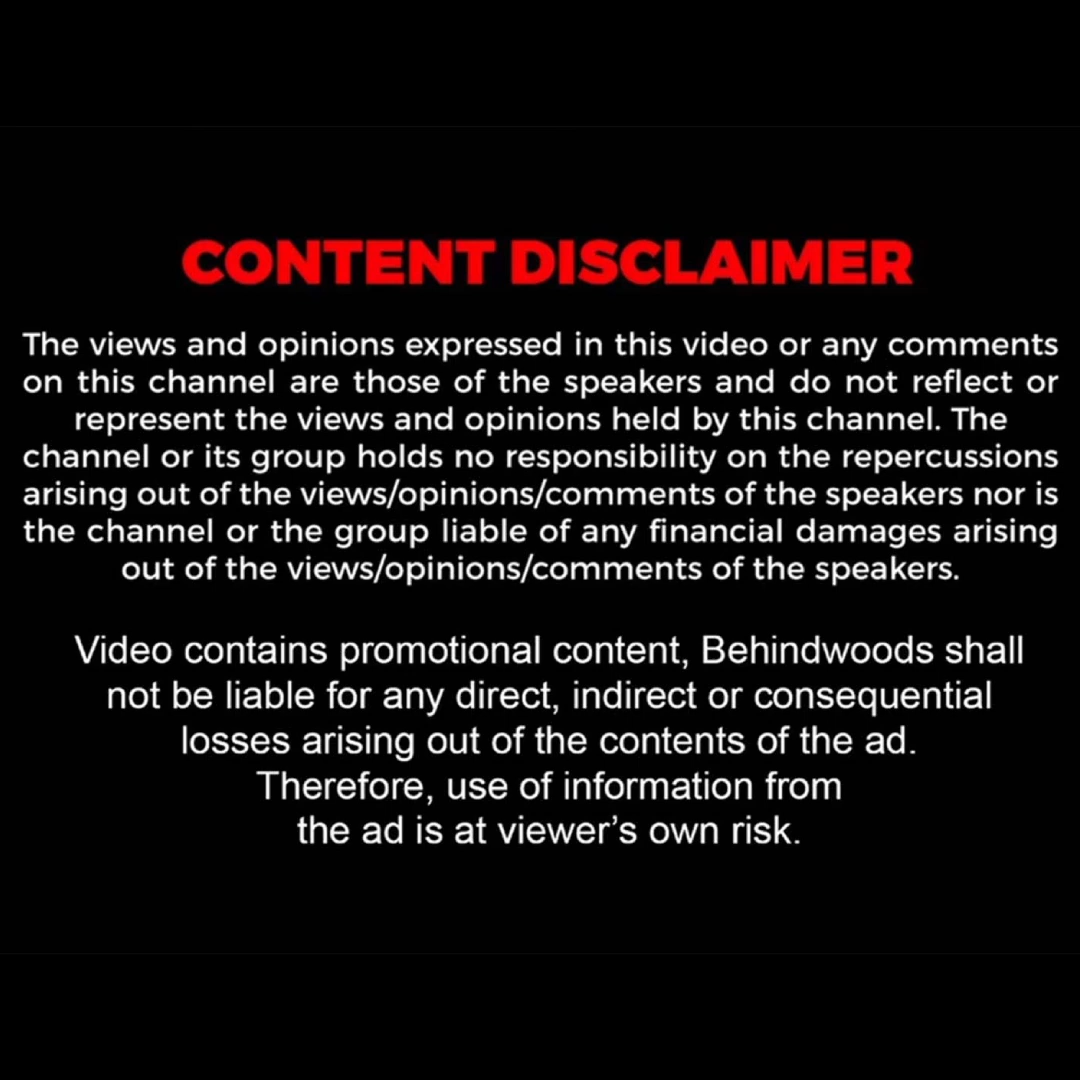 CONTENT DISCLAIMER
The views and opinions expressed in this video or any comments
on this channel are those of the speakers and do not reflect or
represent the views and opinions held by this channel. The
channel or its group holds no responsibility on the repercussions
arising out of the views/opinions/comments of the speakers nor is
the channel or the group liable of any financial damages arising
out of the views/opinions/comments of the speakers.
Video contains promotional content, Behindwoods shall
not be liable for any direct, indirect or consequential
losses arising out of the contents of the ad.
Therefore, use of information from
the ad is at viewer’s own risk.